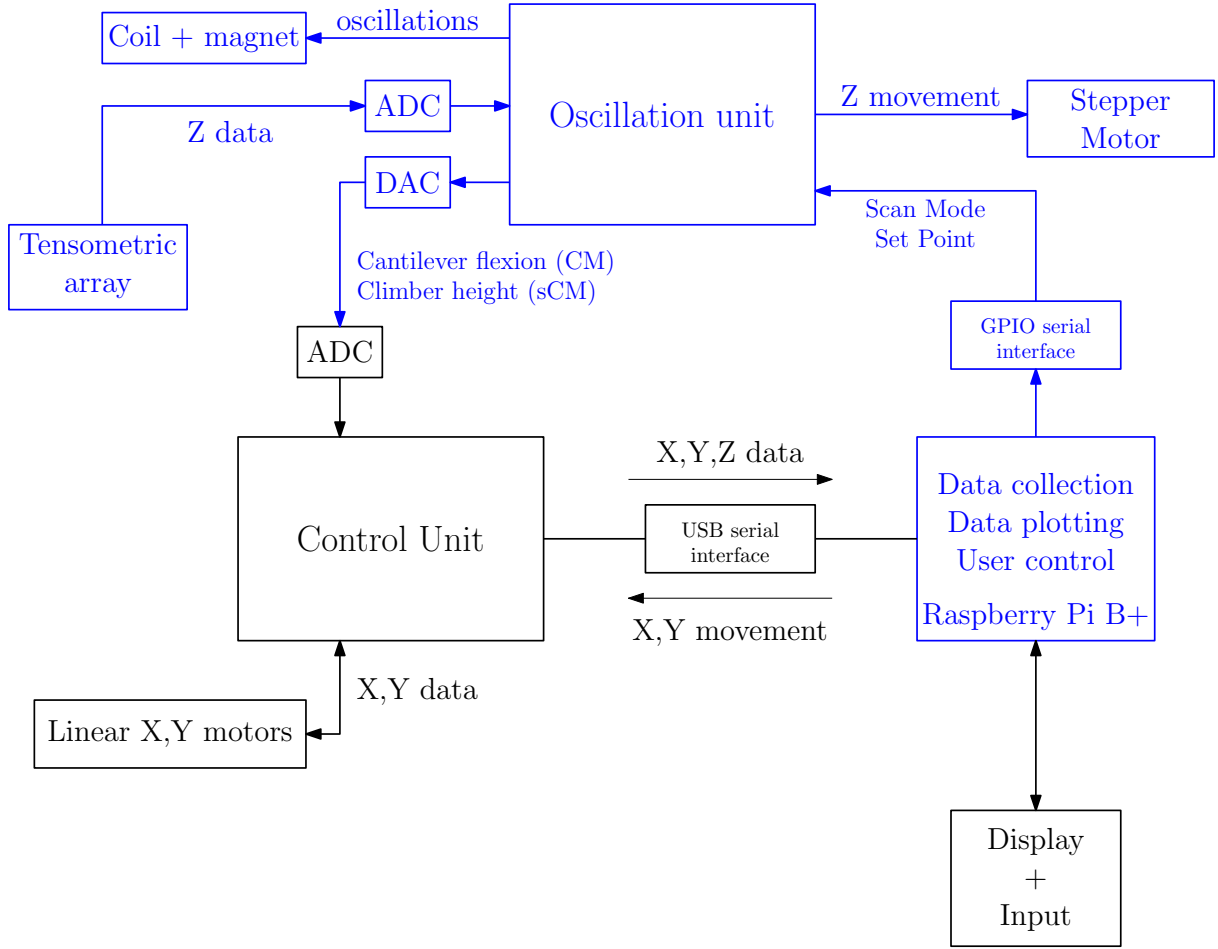 Coil + magnet
oscillations
Oscillation unit
ADC
Z data
DAC
Z movement
Stepper
Motor
Scan Mode
Set Point
Tensometric
array
Cantilever flexion (CM)
Climber height (sCM)
ADC
GPIO serial
interface
Control Unit
X,Y,Z data
USB serial
interface
X,Y movement
Data collection
Data plotting
User control
Raspberry Pi B+
X,Y data
Linear X,Y motors
Display
+
Input